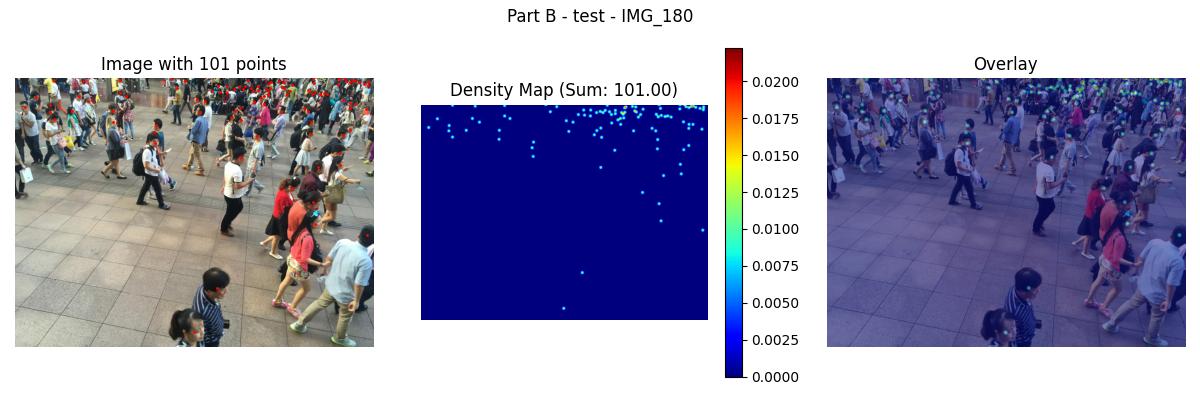 Part B - test - IMG_180
Image with 101 points
Density Map (Sum: 101.00)
Overlay
0.0200
0.0175
0.0150
0.0125
0.0100
0.0075
0.0050
0.0025
0.0000